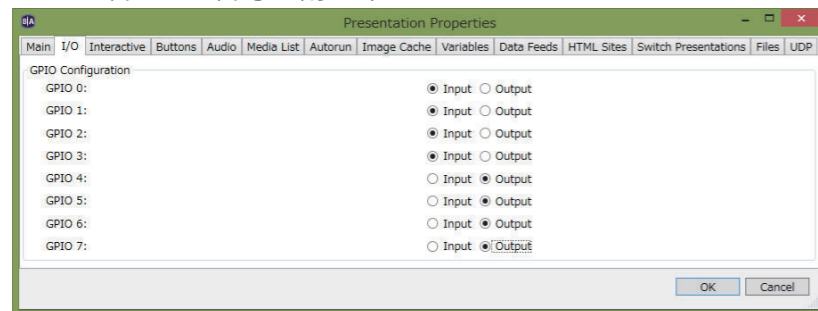 B|A Presentation Properties
Main I/O Interactive Buttons Audio Media List Autorun Image Cache Variables Data Feeds HTML Sites Switch Presentations Files UDP
GPIO Configuration
GPIO 0: Input Output
GPIO 1: Input Output
GPIO 2: Input Output
GPIO 3: Input Output
GPIO 4: Input Output
GPIO 5: Input Output
GPIO 6: Input Output
GPIO 7: Input Output
OK Cancel